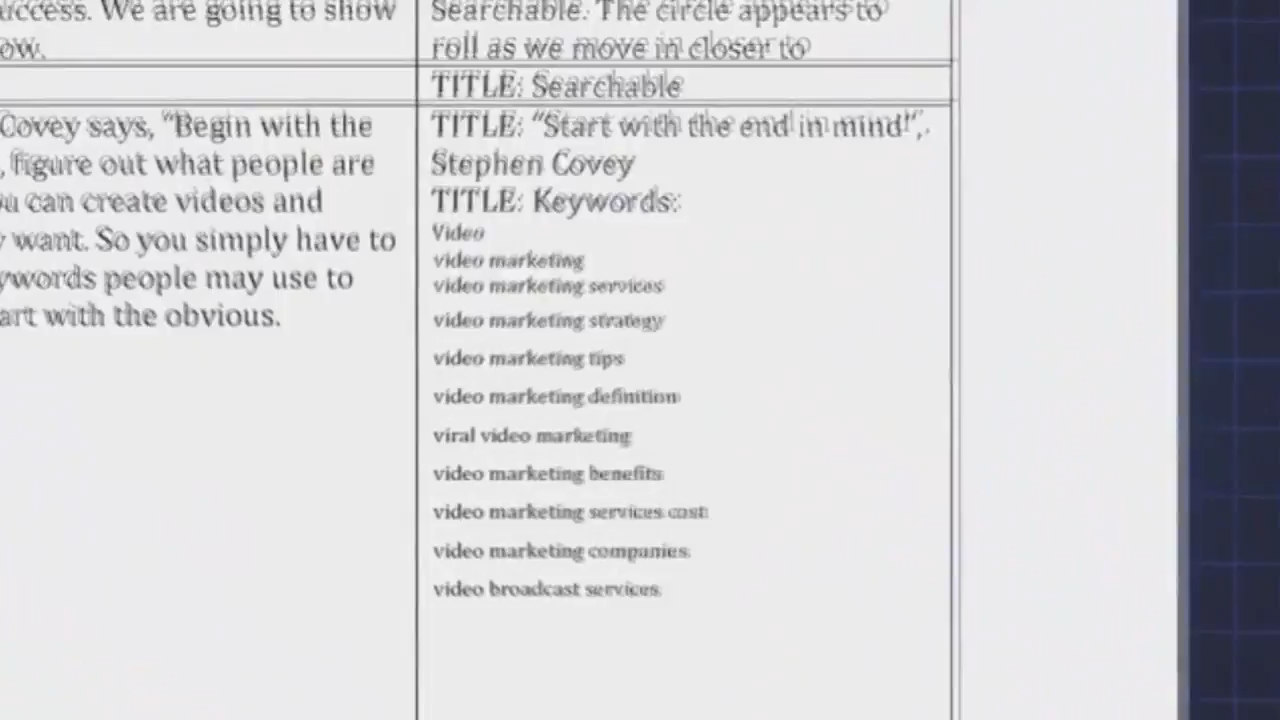 uccess. We are going to show
ow.
Covey says, “Begin with the
, figure out what people are
u can create videos and
want. So you simply have to
ywords people may use to
art with the obvious.
Searchable. The circle appears to
roll as we move in closer to
TITLE: Searchable
TITLE: “Start with the end in mind”,
Stephen Covey
TITLE: Keywords:
Video
video marketing
video marketing services
video marketing strategy
video marketing tips
video marketing definition
viral video marketing
video marketing benefits
video marketing services cost
video marketing companies
video broadcast services